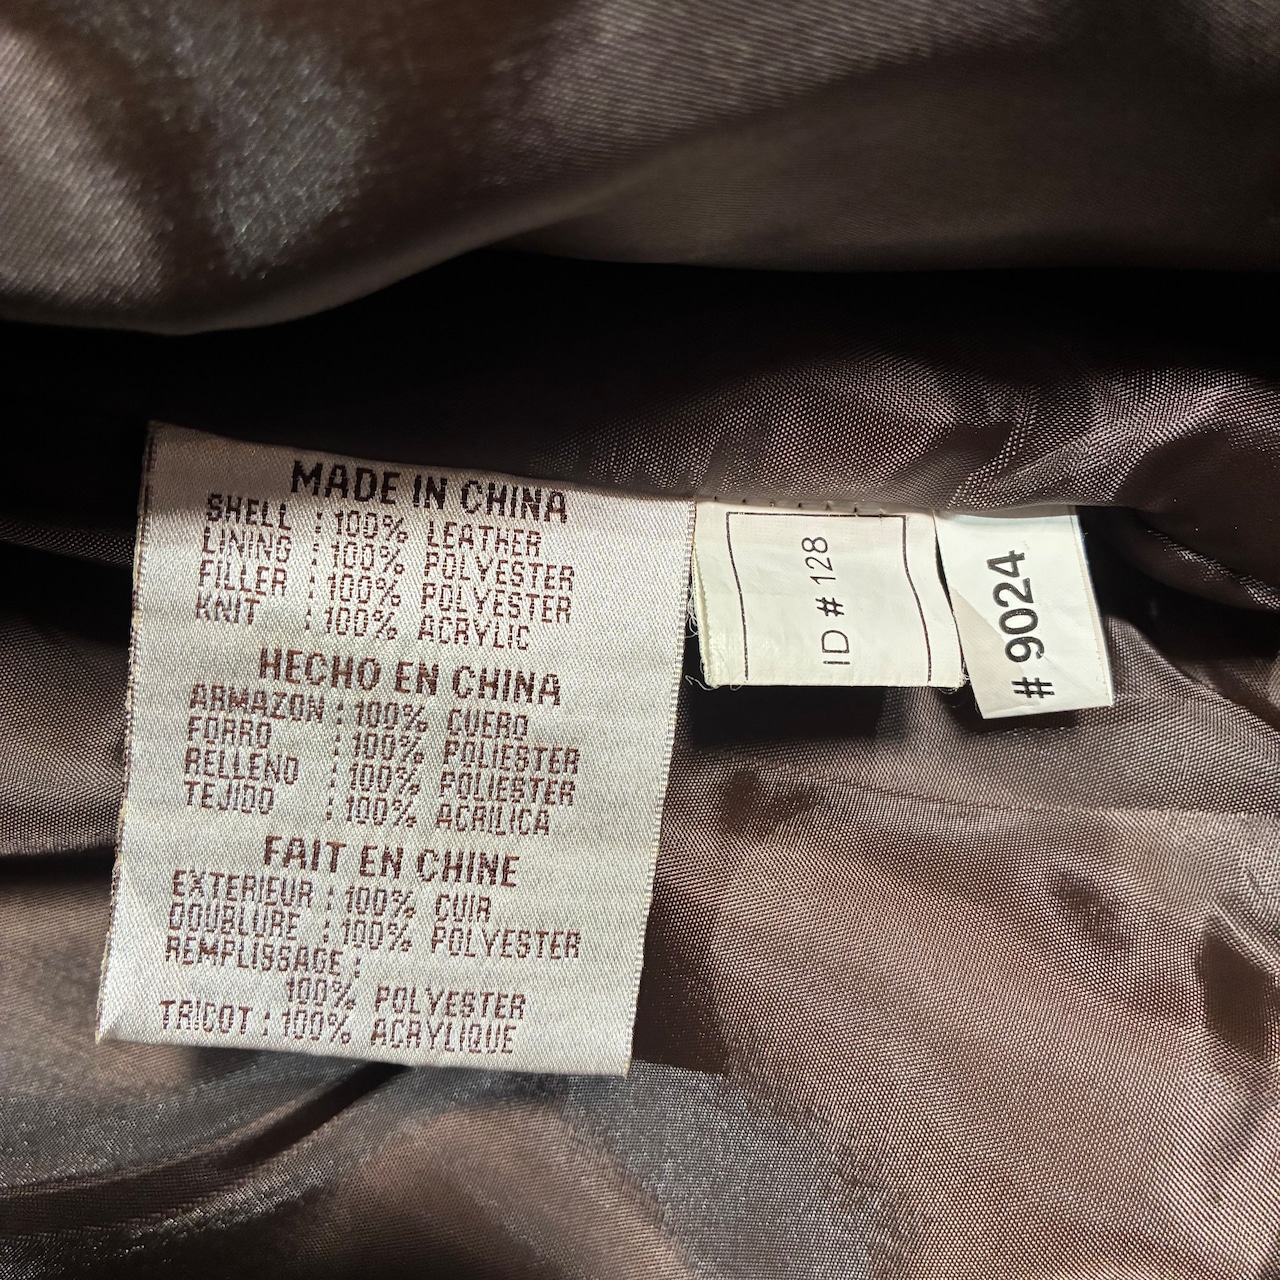 MADE IN CHINA
SHELL : 100% LEATHER
LINING : 100% POLYESTER
FILLER : 100% POLYESTER
KNIT : 100% ACRYLIC
HECHO EN CHINA
ARMAZON : 100% CUERO
FORRO : 100% POLIESTER
RELLENO : 100% POLIESTER
TEJIDO : 100% ACRILICA
FAIT EN CHINE
EXTERIEUR : 100% CUIR
DOUBLURE : 100% POLYESTER
REMPLISSAGE :
100% POLYESTER
TRICOT : 100% ACRYLIQUE
ID # 128
# 9024